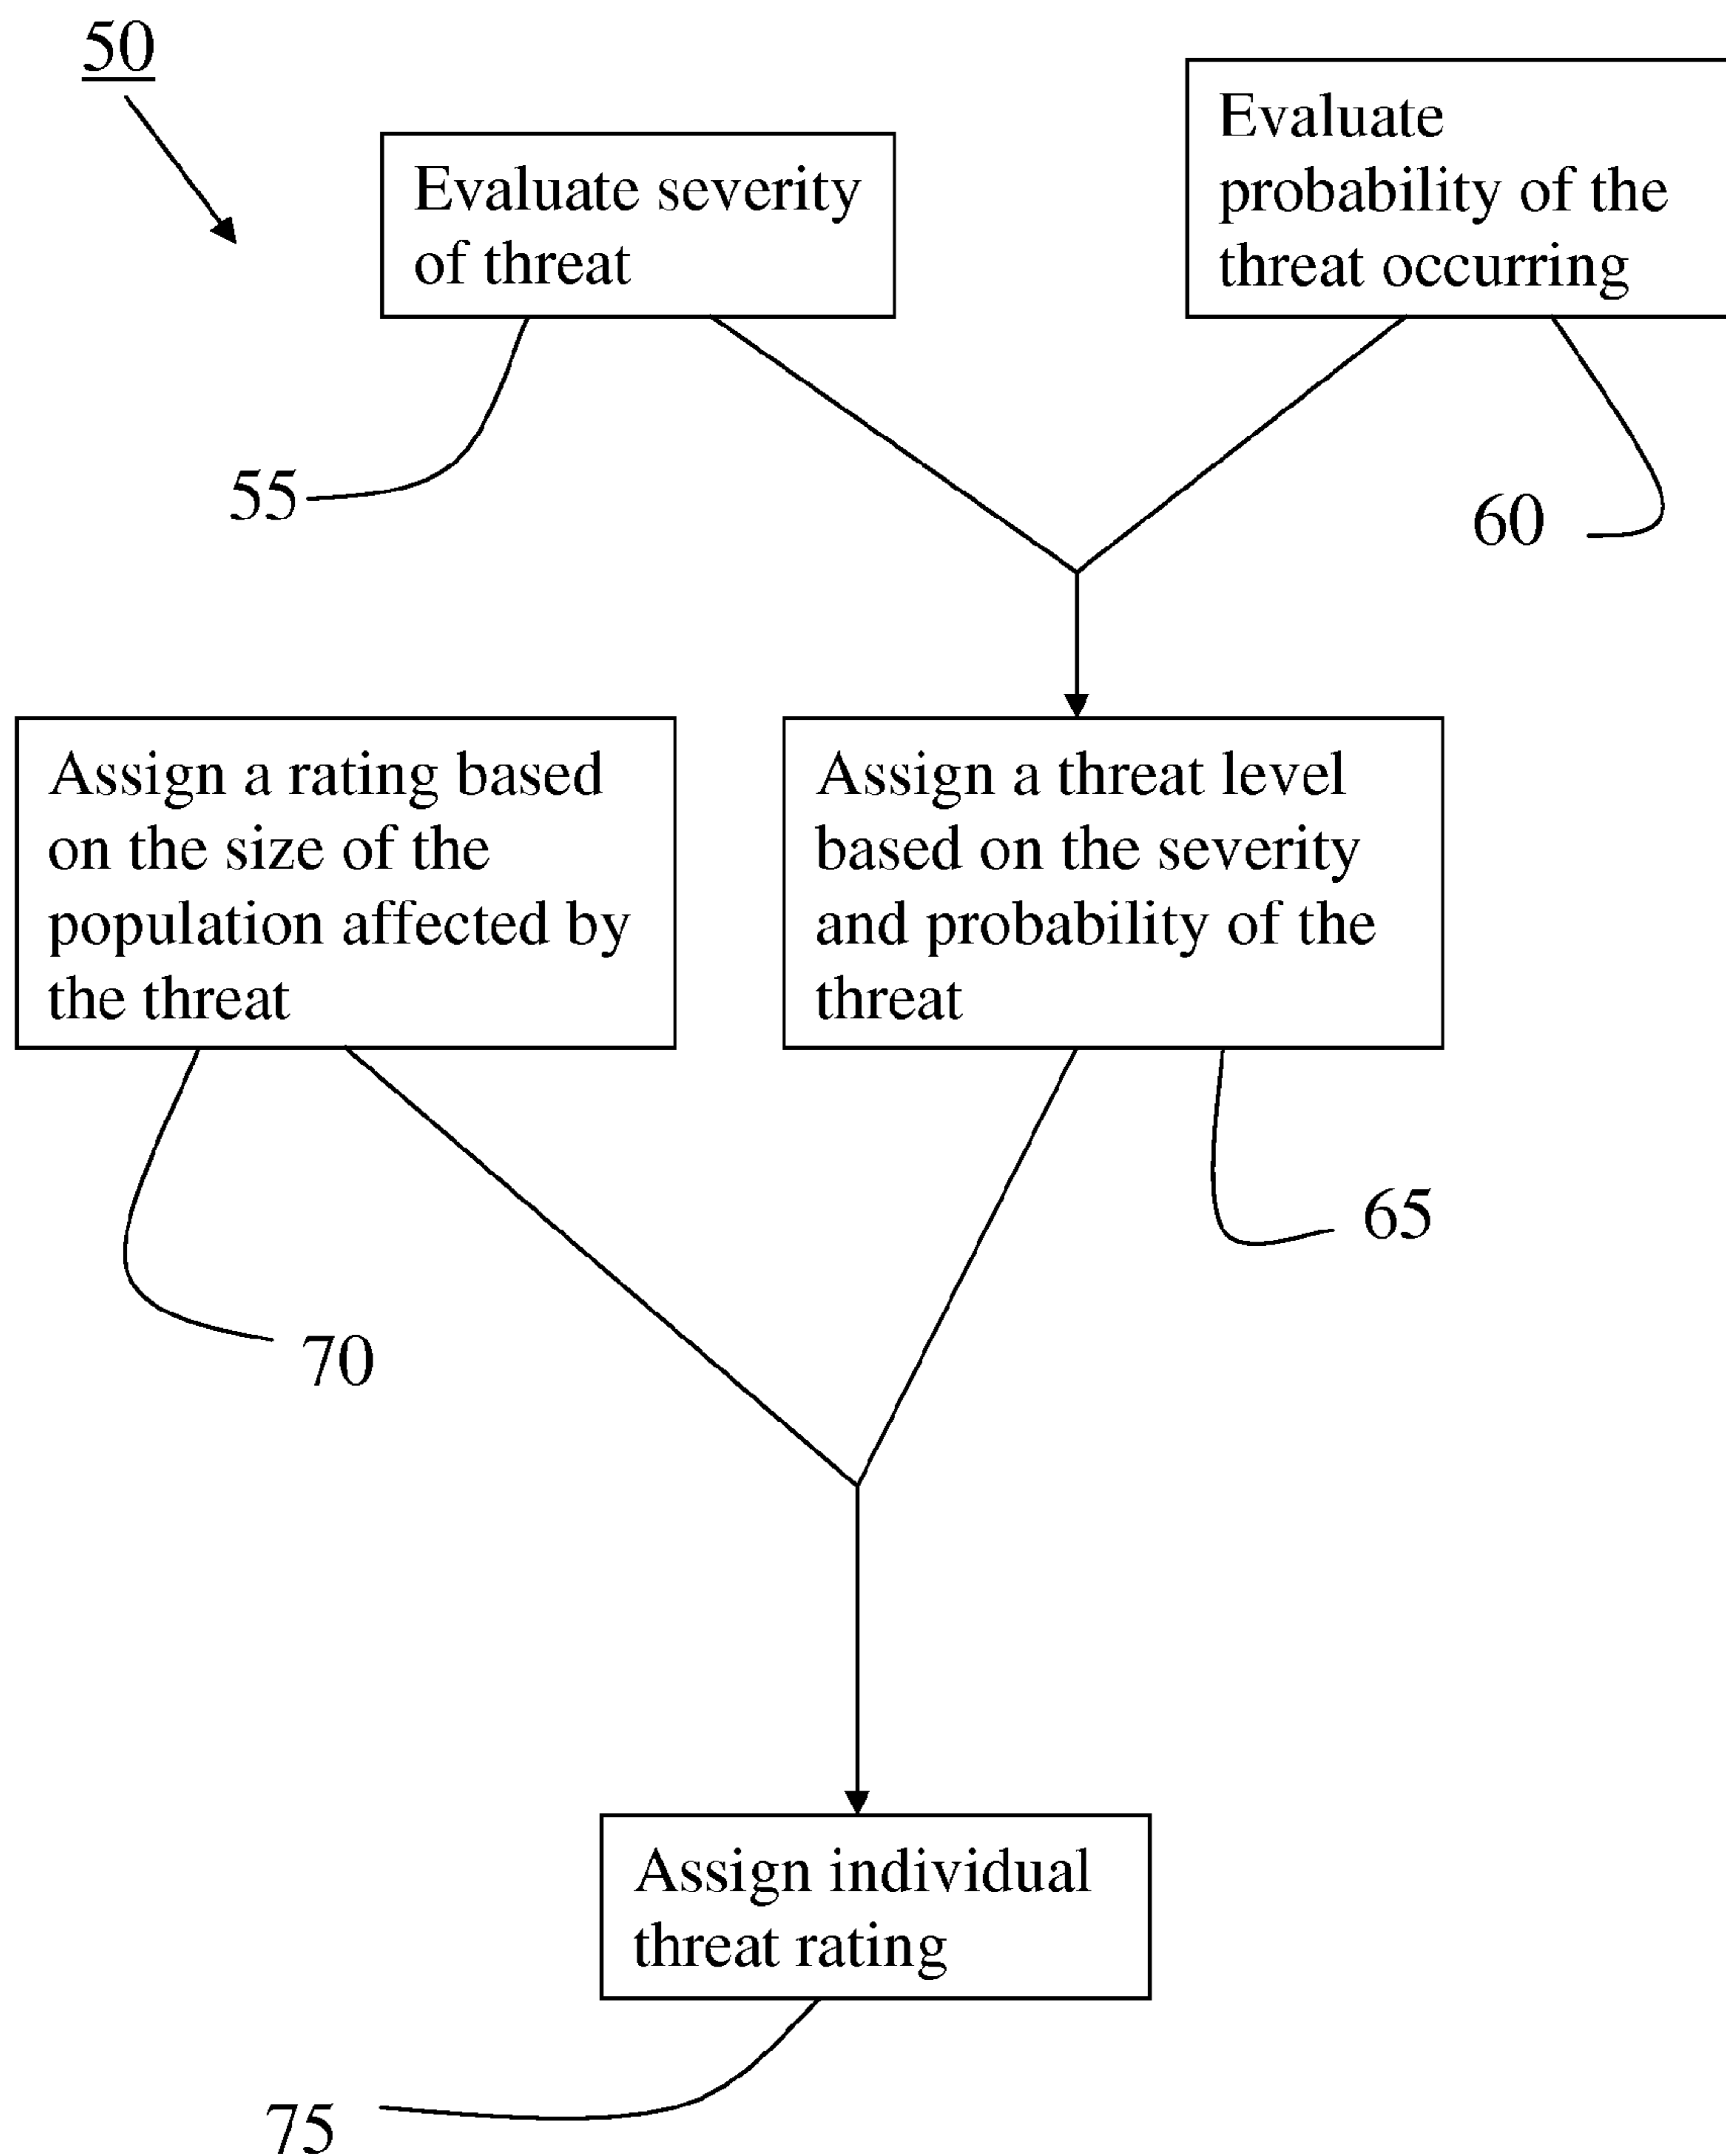 50
Evaluate severity
of threat
Evaluate
probability of the
threat occurring
55
60
Assign a rating based
on the size of the
population affected by
the threat
Assign a threat level
based on the severity
and probability of the
threat
65
70
Assign individual
threat rating
75